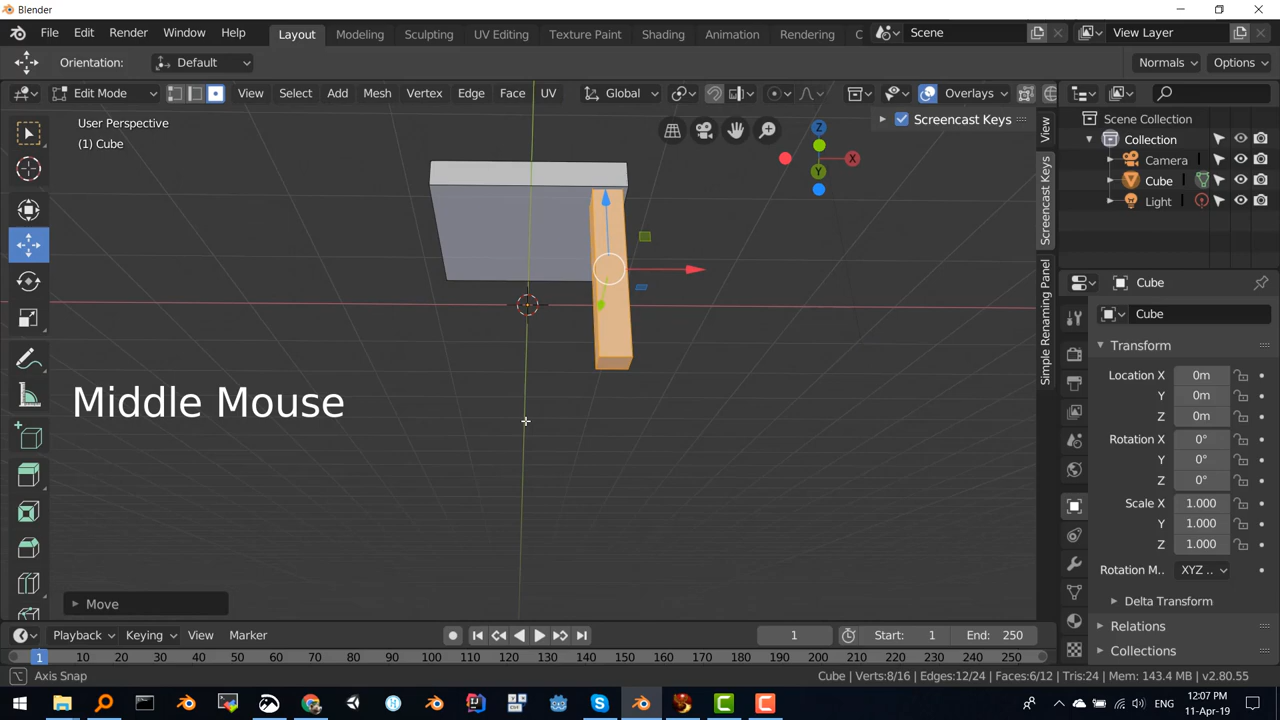 Blender
File Edit Render Window Help Layout Modeling Sculpting UV Editing Texture Paint Shading Animation Rendering C Scene View Layer
Orientation: Default Normals Options
Edit Mode View Select Add Mesh Vertex Edge Face UV Global Overlays
User Perspective
(1) Cube
Screencast Keys
View
Screencast Keys
Simple Renaming Panel
Z
X
Y
Scene Collection
Collection
Camera
Cube
Light
Cube
Cube
Transform
Location X 0m
Y 0m
Z 0m
Rotation X 0°
Y 0°
Z 0°
Scale X 1.000
Y 1.000
Z 1.000
Rotation M.. XYZ ..
Delta Transform
Relations
Collections
Middle Mouse
Move
Playback Keying View Marker 1 Start: 1 End: 250
1 10 20 30 40 50 60 70 80 90 100 110 120 130 140 150 160 170 180 190 200 210 220 230 240 250
Axis Snap Cube | Verts:8/16 | Edges:12/24 | Faces:6/12 | Tris:24 | Mem: 143.4 MB | v2.80.55
ENG 12:07 PM
11-Apr-19